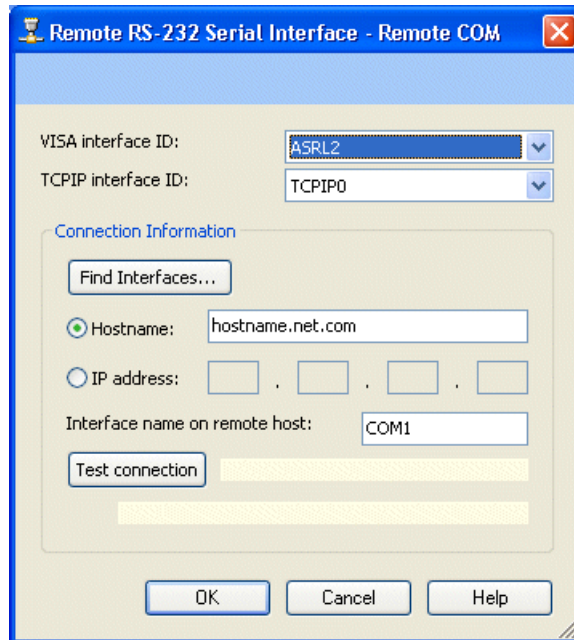 Remote RS-232 Serial Interface - Remote COM
VISA interface ID: ASRL2
TCPIP interface ID: TCPIP0
Connection Information
Find Interfaces...
Hostname: hostname.net.com
IP address: . . .
Interface name on remote host: COM1
Test connection
OK Cancel Help